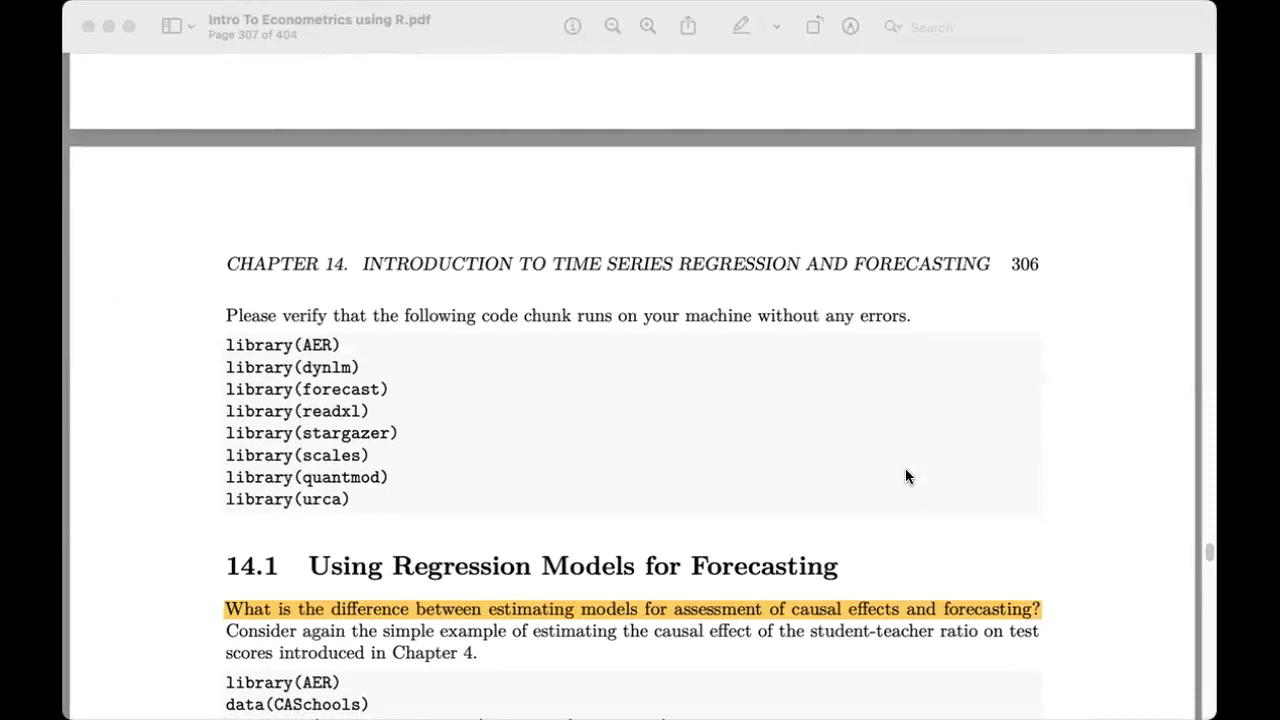 Intro To Econometrics using R.pdf
Page 307 of 404
Search
CHAPTER 14. INTRODUCTION TO TIME SERIES REGRESSION AND FORECASTING 306
Please verify that the following code chunk runs on your machine without any errors.
library(AER)
library(dynlm)
library(forecast)
library(readxl)
library(stargazer)
library(scales)
library(quantmod)
library(urca)
14.1 Using Regression Models for Forecasting
What is the difference between estimating models for assessment of causal effects and forecasting?
Consider again the simple example of estimating the causal effect of the student-teacher ratio on test
scores introduced in Chapter 4.
library(AER)
data(CASchools)